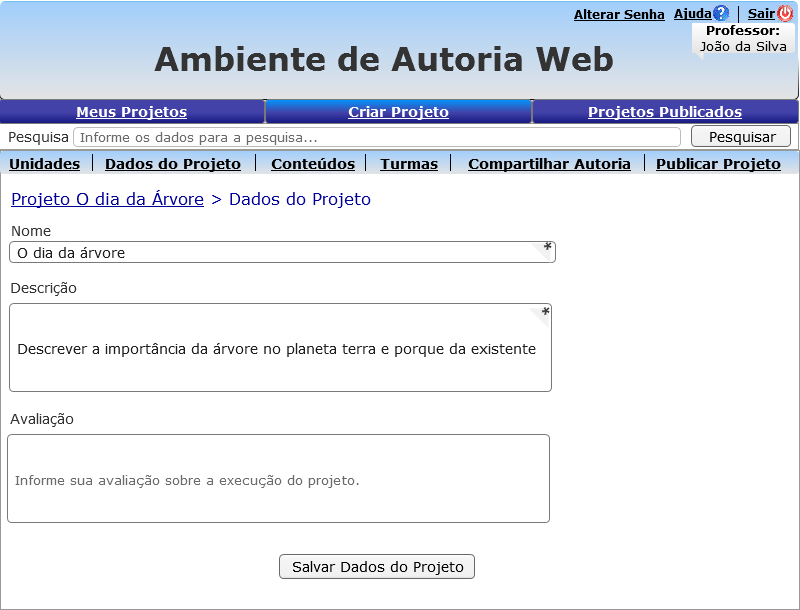 Alterar Senha Ajuda ? Sair
Professor:
João da Silva
Ambiente de Autoria Web
Meus Projetos Criar Projeto Projetos Publicados
Pesquisa Informe os dados para a pesquisa... Pesquisar
Unidades Dados do Projeto Conteúdos Turmas Compartilhar Autoria Publicar Projeto
Projeto O dia da Árvore > Dados do Projeto
Nome
O dia da árvore *
Descrição
*
Descrever a importância da árvore no planeta terra e porque da existente
Avaliação
Informe sua avaliação sobre a execução do projeto.
Salvar Dados do Projeto